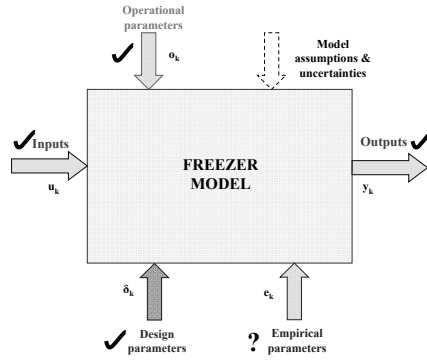 Operational
parameters
✓
o_k
Model
assumptions &
uncertainties
✓ Inputs
Outputs ✓
FREEZER
MODEL
u_k
y_k
δ_k
e_k
✓ Design
parameters
? Empirical
parameters